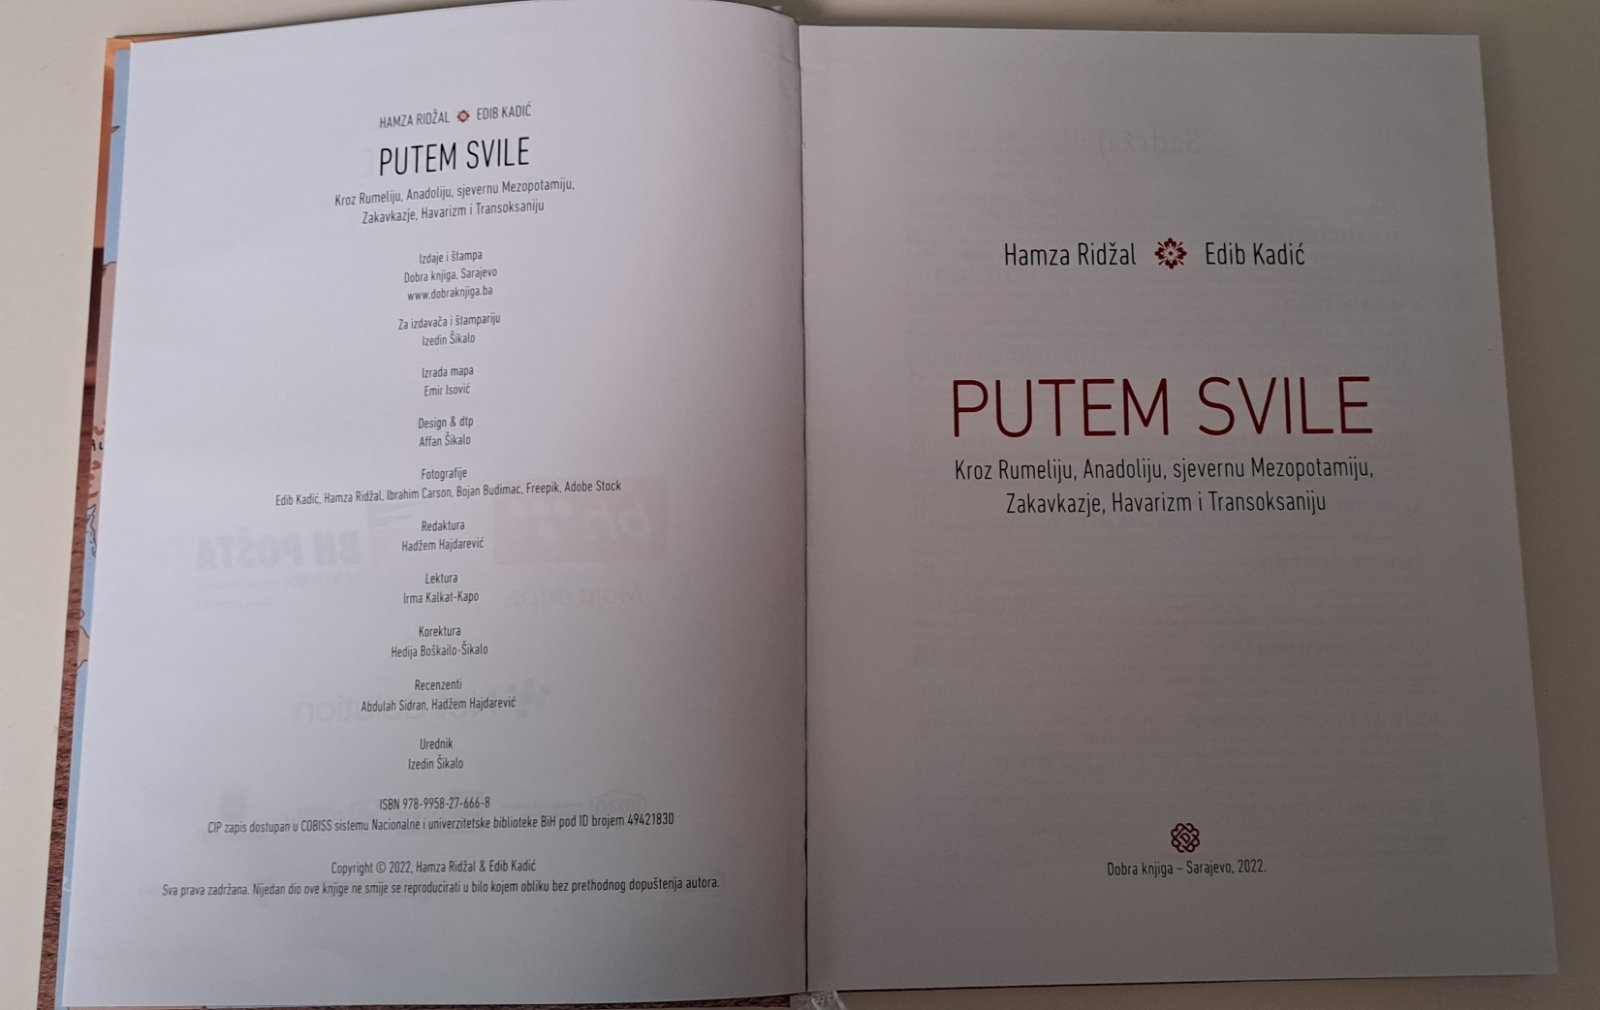 HAMZA RIDŽAL EDIB KADIĆ
PUTEM SVILE
Kroz Rumeliju, Anadoliju, sjevernu Mezopotamiju,
Zakavkazje, Havarizm i Transoksaniju
Izdaje i štampa
Dobra knjiga, Sarajevo
www.dobraknjiga.ba
Za izdavača i štampariju
Izedin Šikalo
Izrada mapa
Emir Isović
Design & dtp
Affan Šikalo
Fotografije
Edib Kadić, Hamza Ridžal, Ibrahim Carson, Bojan Budimac, Freepik, Adobe Stock
Redaktura
Hadžem Hajdarević
Lektura
Irma Kalkat-Kapo
Korektura
Hedija Boškailo-Šikalo
Recenzenti
Abdulah Sidran, Hadžem Hajdarević
Urednik
Izedin Šikalo
ISBN 978-9958-27-666-8
CIP zapis dostupan u COBISS sistemu Nacionalne i univerzitetske biblioteke BiH pod ID brojem 49421830
Copyright © 2022, Hamza Ridžal & Edib Kadić
Sva prava zadržana. Nijedan dio ove knjige ne smije se reproducirati u bilo kojem obliku bez prethodnog dopuštenja autora.
BH POŠTA
Moja priča.
Hamza Ridžal Edib Kadić
PUTEM SVILE
Kroz Rumeliju, Anadoliju, sjevernu Mezopotamiju,
Zakavkazje, Havarizm i Transoksaniju
Dobra knjiga – Sarajevo, 2022.
Sadržaj